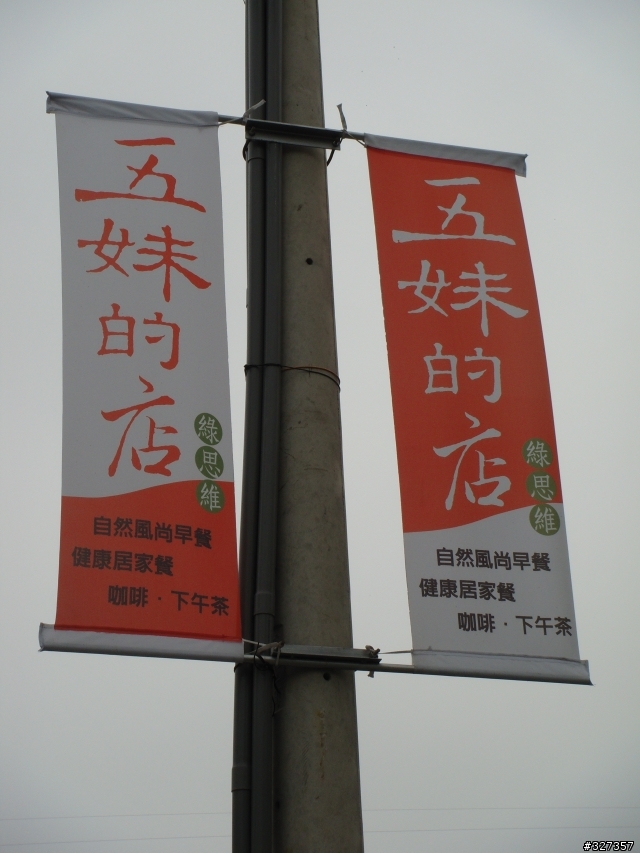 五妹的店
綠思維
自然風尚早餐
健康居家餐
咖啡·下午茶
五妹的店
綠思維
自然風尚早餐
健康居家餐
咖啡·下午茶
#327357